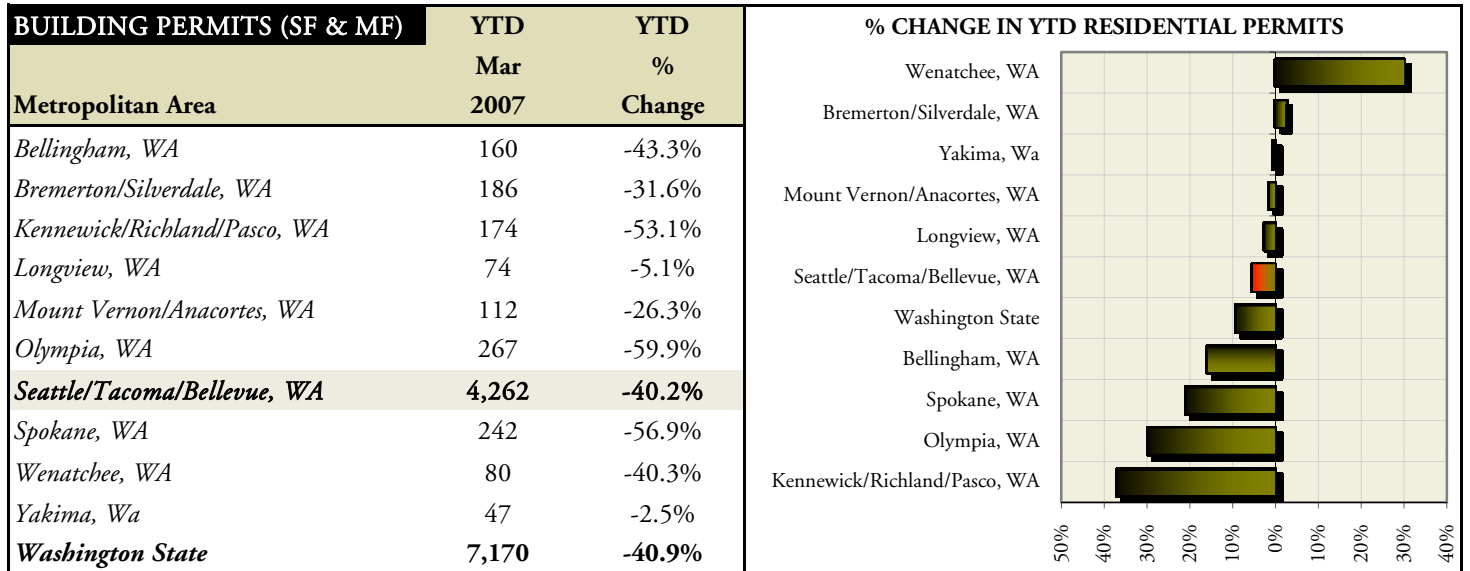 BUILDING PERMITS (SF & MF) YTD YTD
Mar %
Metropolitan Area 2007 Change
Bellingham, WA 160 -43.3%
Bremerton/Silverdale, WA 186 -31.6%
Kennewick/Richland/Pasco, WA 174 -53.1%
Longview, WA 74 -5.1%
Mount Vernon/Anacortes, WA 112 -26.3%
Olympia, WA 267 -59.9%
Seattle/Tacoma/Bellevue, WA 4,262 -40.2%
Spokane, WA 242 -56.9%
Wenatchee, WA 80 -40.3%
Yakima, Wa 47 -2.5%
Washington State 7,170 -40.9%
% CHANGE IN YTD RESIDENTIAL PERMITS
Wenatchee, WA
Bremerton/Silverdale, WA
Yakima, Wa
Mount Vernon/Anacortes, WA
Longview, WA
Seattle/Tacoma/Bellevue, WA
Washington State
Bellingham, WA
Spokane, WA
Olympia, WA
Kennewick/Richland/Pasco, WA
50% 40% 30% 20% 10% 0% 10% 20% 30% 40%